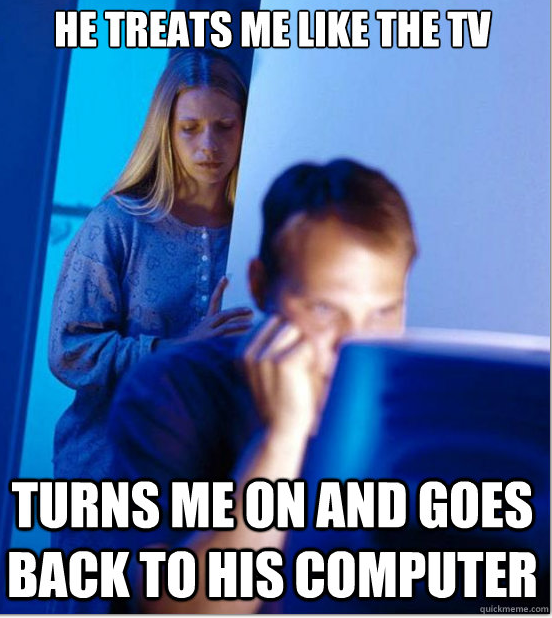 HE TREATS ME LIKE THE TV
TURNS ME ON AND GOES
BACK TO HIS COMPUTER
quickmeme.com